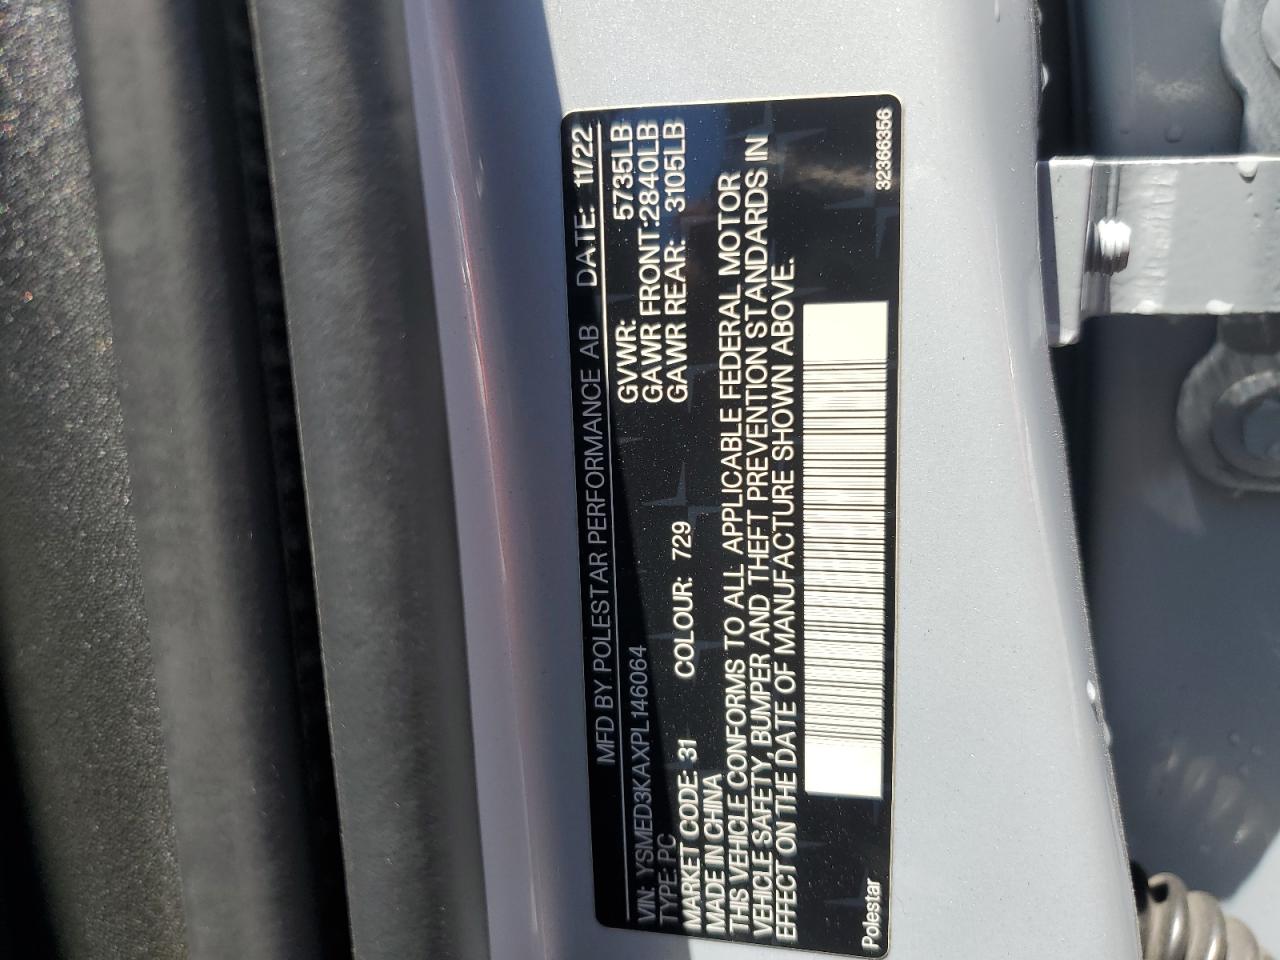 MFD BY POLESTAR PERFORMANCE AB DATE: 11/22
VIN: YSMED3KAXPL146064 GVWR: 5735LB
TYPE: PC GAWR FRONT:2840LB
MARKET CODE: 31 COLOUR: 729 GAWR REAR: 3105LB
MADE IN CHINA
THIS VEHICLE CONFORMS TO ALL APPLICABLE FEDERAL MOTOR
VEHICLE SAFETY, BUMPER AND THEFT PREVENTION STANDARDS IN
EFFECT ON THE DATE OF MANUFACTURE SHOWN ABOVE.
Polestar 32366356